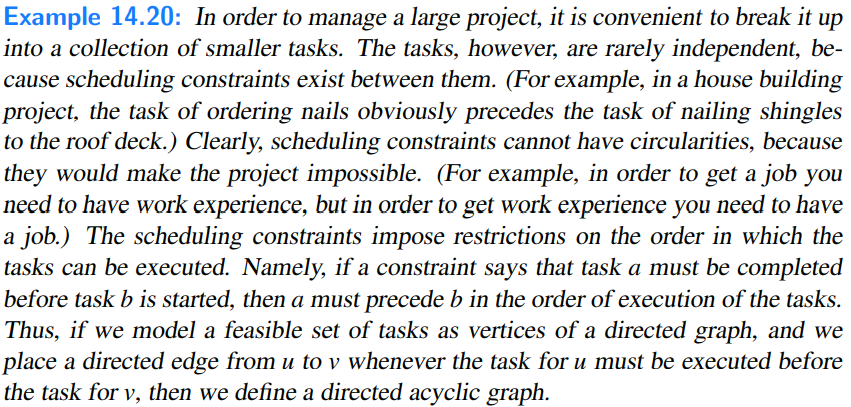 Example 14.20: In order to manage a large project, it is convenient to break it up
into a collection of smaller tasks. The tasks, however, are rarely independent, be-
cause scheduling constraints exist between them. (For example, in a house building
project, the task of ordering nails obviously precedes the task of nailing shingles
to the roof deck.) Clearly, scheduling constraints cannot have circularities, because
they would make the project impossible. (For example, in order to get a job you
need to have work experience, but in order to get work experience you need to have
a job.) The scheduling constraints impose restrictions on the order in which the
tasks can be executed. Namely, if a constraint says that task a must be completed
before task b is started, then a must precede b in the order of execution of the tasks.
Thus, if we model a feasible set of tasks as vertices of a directed graph, and we
place a directed edge from u to v whenever the task for u must be executed before
the task for v, then we define a directed acyclic graph.